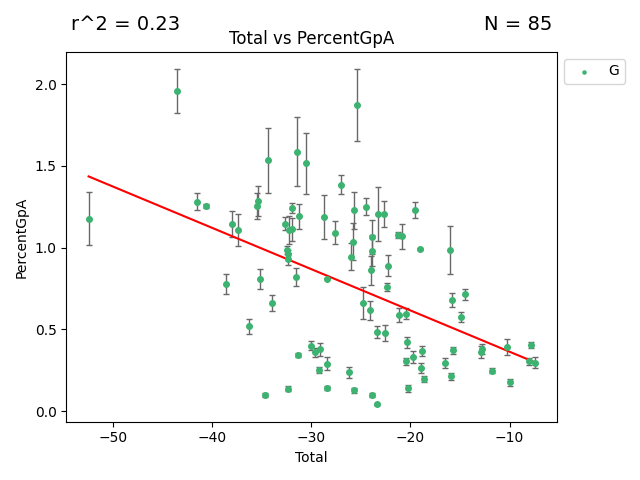 r^2 = 0.23
N = 85
Total vs PercentGpA
G
PercentGpA
2.0
1.5
1.0
0.5
0.0
−50
−40
−30
−20
−10
Total